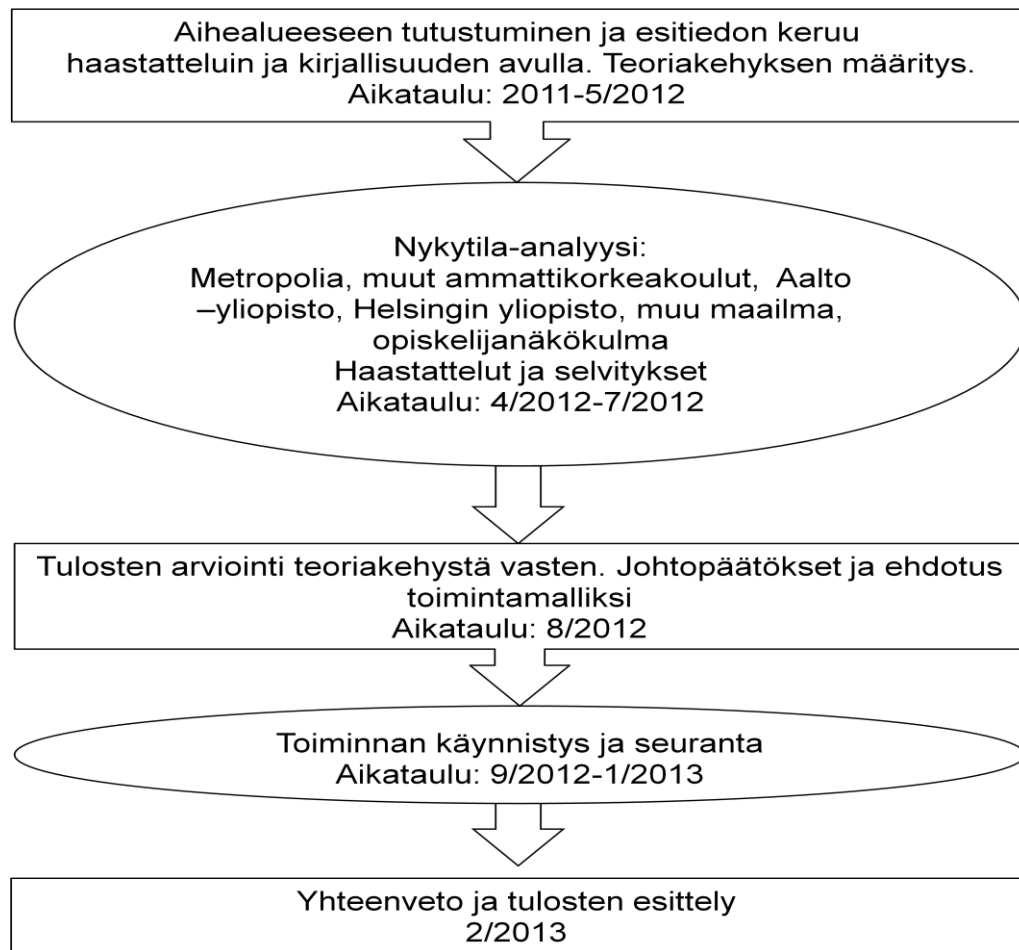 Aihealueeseen tutustuminen ja esitiedon keruu
haastatteluin ja kirjallisuuden avulla. Teoriakehyksen määritys.
Aikataulu: 2011-5/2012
Nykytila-analyysi:
Metropolia, muut ammattikorkeakoulut, Aalto
–yliopisto, Helsingin yliopisto, muu maailma,
opiskelijanäkökulma
Haastattelut ja selvitykset
Aikataulu: 4/2012-7/2012
Tulosten arviointi teoriakehystä vasten. Johtopäätökset ja ehdotus
toimintamalliksi
Aikataulu: 8/2012
Toiminnan käynnistys ja seuranta
Aikataulu: 9/2012-1/2013
Yhteenveto ja tulosten esittely
2/2013